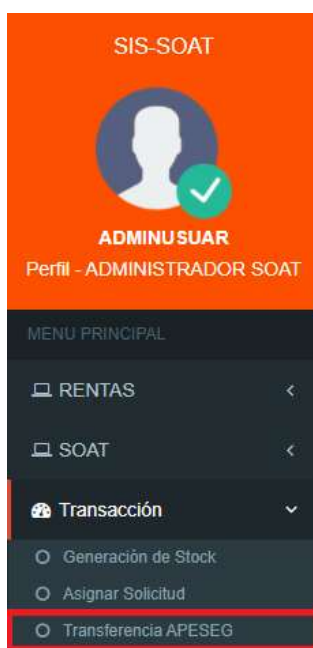 SIS-SOAT
ADMINUSUAR
Perfil - ADMINISTRADOR SOAT
MENU PRINCIPAL
RENTAS
SOAT
Transacción
Generación de Stock
Asignar Solicitud
Transferencia APESEG